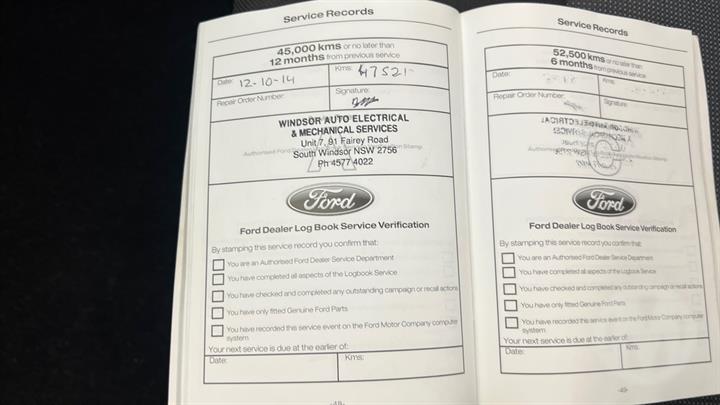 Service Records
45,000 kms or no later than
12 months from previous service
Date: 12-10-14
Kms: 47521
Repair Order Number:
Signature:
WINDSOR AUTO ELECTRICAL
& MECHANICAL SERVICES
Unit 7, 91 Fairey Road
South Windsor NSW 2756
Ph 4577 4022
Ford
Ford Dealer Log Book Service Verification
By stamping this service record you confirm that:
You are an Authorised Ford Dealer Service Department
You have completed all aspects of the Logbook Service
You have checked and completed any outstanding campaign or recall actions
You have only fitted Genuine Ford Parts
You have recorded this service event on the Ford Motor Company computer
system
Your next service is due at the earlier of:
Date:
Kms:
-48-
Service Records
52,500 kms or no later than
6 months from previous service
Date:
Kms:
Repair Order Number:
Signature:
Ford
Ford Dealer Log Book Service Verification
By stamping this service record you confirm that:
You are an Authorised Ford Dealer Service Department
You have completed all aspects of the Logbook Service
You have checked and completed any outstanding campaign or recall actions
You have only fitted Genuine Ford Parts
You have recorded this service event on the Ford Motor Company computer
system
Your next service is due at the earlier of:
Date:
Kms:
-49-